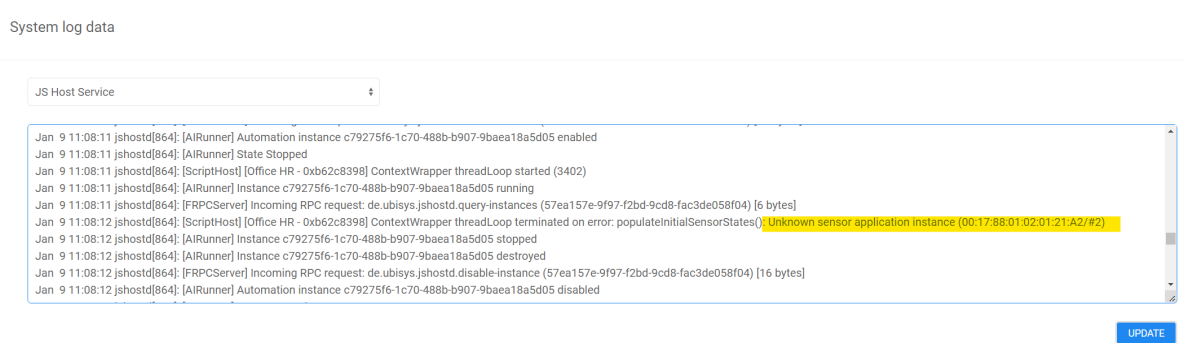 System log data
JS Host Service
Jan 9 11:08:11 jshostd[864]: [AIRunner] Automation instance c79275f6-1c70-488b-b907-9baea18a5d05 enabled
Jan 9 11:08:11 jshostd[864]: [AIRunner] State Stopped
Jan 9 11:08:11 jshostd[864]: [ScriptHost] [Office HR - 0xb62c8398] ContextWrapper threadLoop started (3402)
Jan 9 11:08:11 jshostd[864]: [AIRunner] Instance c79275f6-1c70-488b-b907-9baea18a5d05 running
Jan 9 11:08:11 jshostd[864]: [FRPCServer] Incoming RPC request: de.ubisys.jshostd.query-instances (57ea157e-9f97-f2bd-9cd8-fac3de058f04) [6 bytes]
Jan 9 11:08:12 jshostd[864]: [ScriptHost] [Office HR - 0xb62c8398] ContextWrapper threadLoop terminated on error: populateInitialSensorStates(): Unknown sensor application instance (00:17:88:01:02:01:21:A2/#2)
Jan 9 11:08:12 jshostd[864]: [AIRunner] Instance c79275f6-1c70-488b-b907-9baea18a5d05 stopped
Jan 9 11:08:12 jshostd[864]: [AIRunner] Instance c79275f6-1c70-488b-b907-9baea18a5d05 destroyed
Jan 9 11:08:12 jshostd[864]: [FRPCServer] Incoming RPC request: de.ubisys.jshostd.disable-instance (57ea157e-9f97-f2bd-9cd8-fac3de058f04) [16 bytes]
Jan 9 11:08:12 jshostd[864]: [AIRunner] Automation instance c79275f6-1c70-488b-b907-9baea18a5d05 disabled
UPDATE